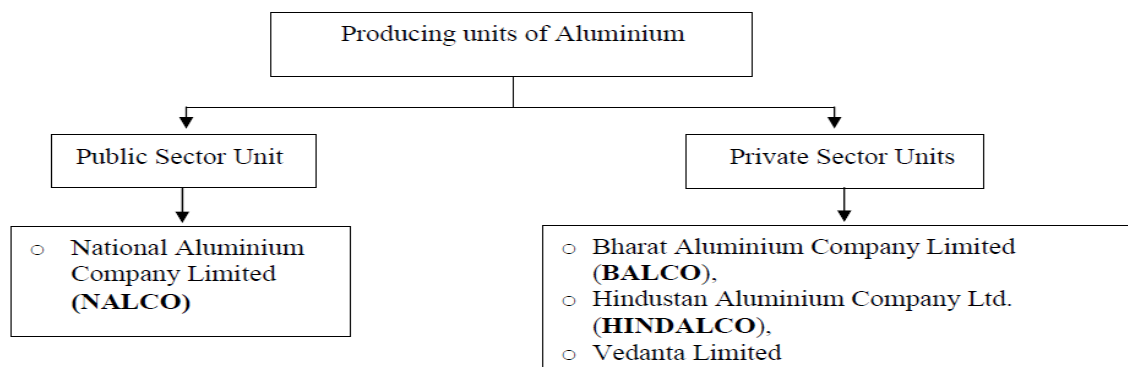 Producing units of Aluminium
Public Sector Unit
Private Sector Units
○ National Aluminium
Company Limited
(NALCO)
○ Bharat Aluminium Company Limited
(BALCO),
○ Hindustan Aluminium Company Ltd.
(HINDALCO),
○ Vedanta Limited